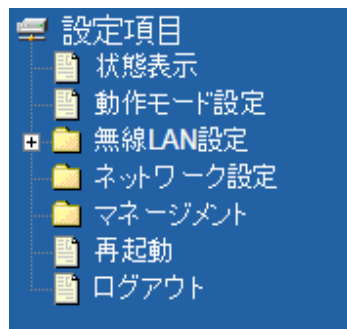 設定項目
状態表示
動作モード設定
無線LAN設定
ネットワーク設定
マネージメント
再起動
ログアウト